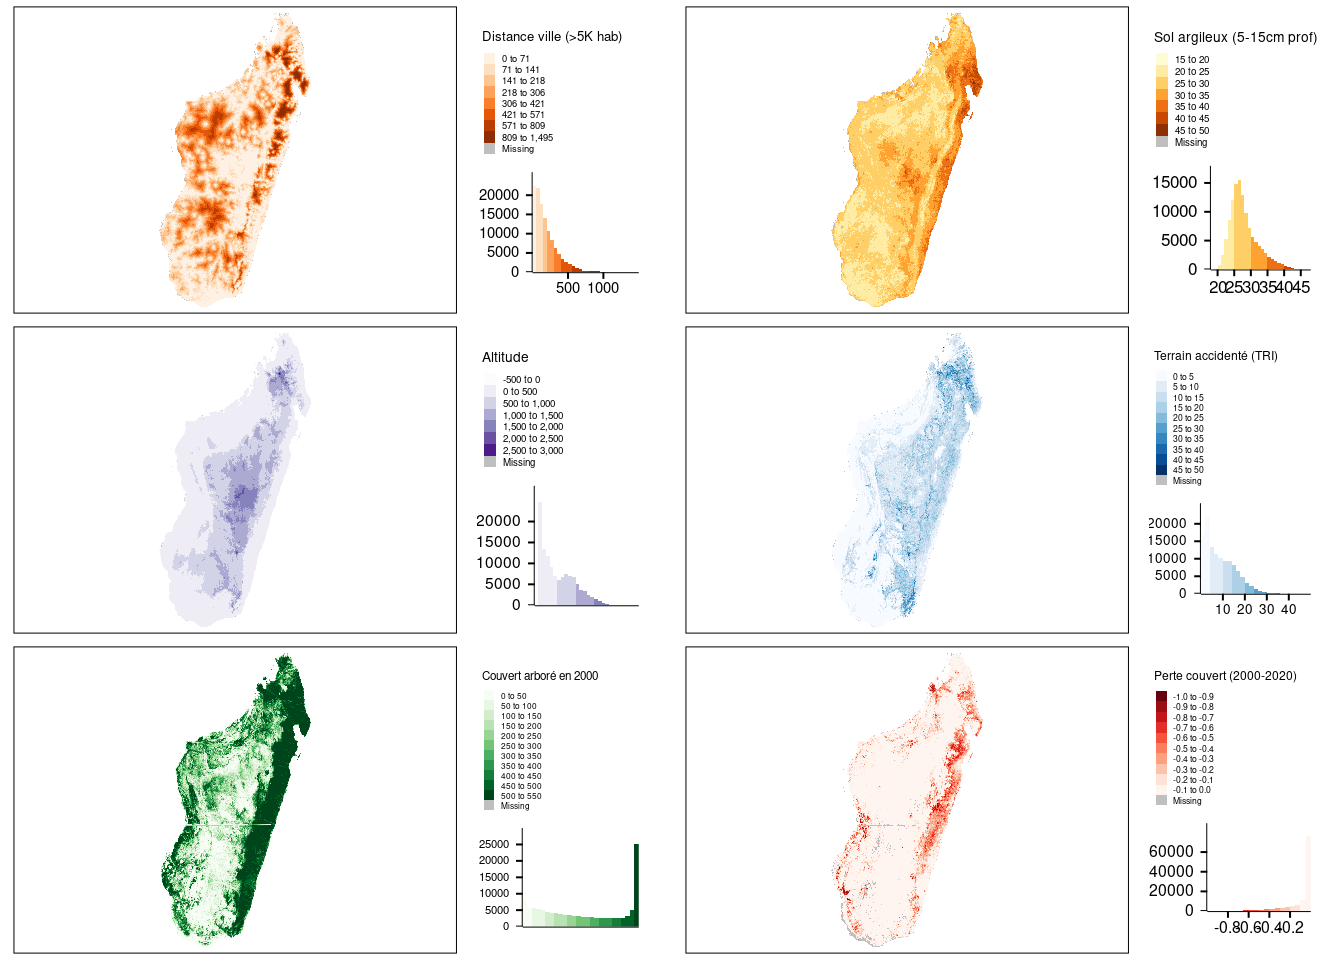 Distance ville (>5K hab)
0 to 71
71 to 141
141 to 218
218 to 306
306 to 421
421 to 571
571 to 809
809 to 1,495
Missing
20000
15000
10000
5000
0
500 1000
Sol argileux (5-15cm prof)
15 to 20
20 to 25
25 to 30
30 to 35
35 to 40
40 to 45
45 to 50
Missing
15000
10000
5000
0
20 25 30 35 40 45
Altitude
-500 to 0
0 to 500
500 to 1,000
1,000 to 1,500
1,500 to 2,000
2,000 to 2,500
2,500 to 3,000
Missing
20000
15000
10000
5000
0
Terrain accidenté (TRI)
0 to 5
5 to 10
10 to 15
15 to 20
20 to 25
25 to 30
30 to 35
35 to 40
40 to 45
45 to 50
Missing
20000
15000
10000
5000
0
10 20 30 40
Couvert arboré en 2000
0 to 50
50 to 100
100 to 150
150 to 200
200 to 250
250 to 300
300 to 350
350 to 400
400 to 450
450 to 500
500 to 550
Missing
25000
20000
15000
10000
5000
0
Perte couvert (2000-2020)
-1.0 to -0.9
-0.9 to -0.8
-0.8 to -0.7
-0.7 to -0.6
-0.6 to -0.5
-0.5 to -0.4
-0.4 to -0.3
-0.3 to -0.2
-0.2 to -0.1
-0.1 to 0.0
Missing
60000
40000
20000
0
-0.8 -0.6 -0.4 -0.2